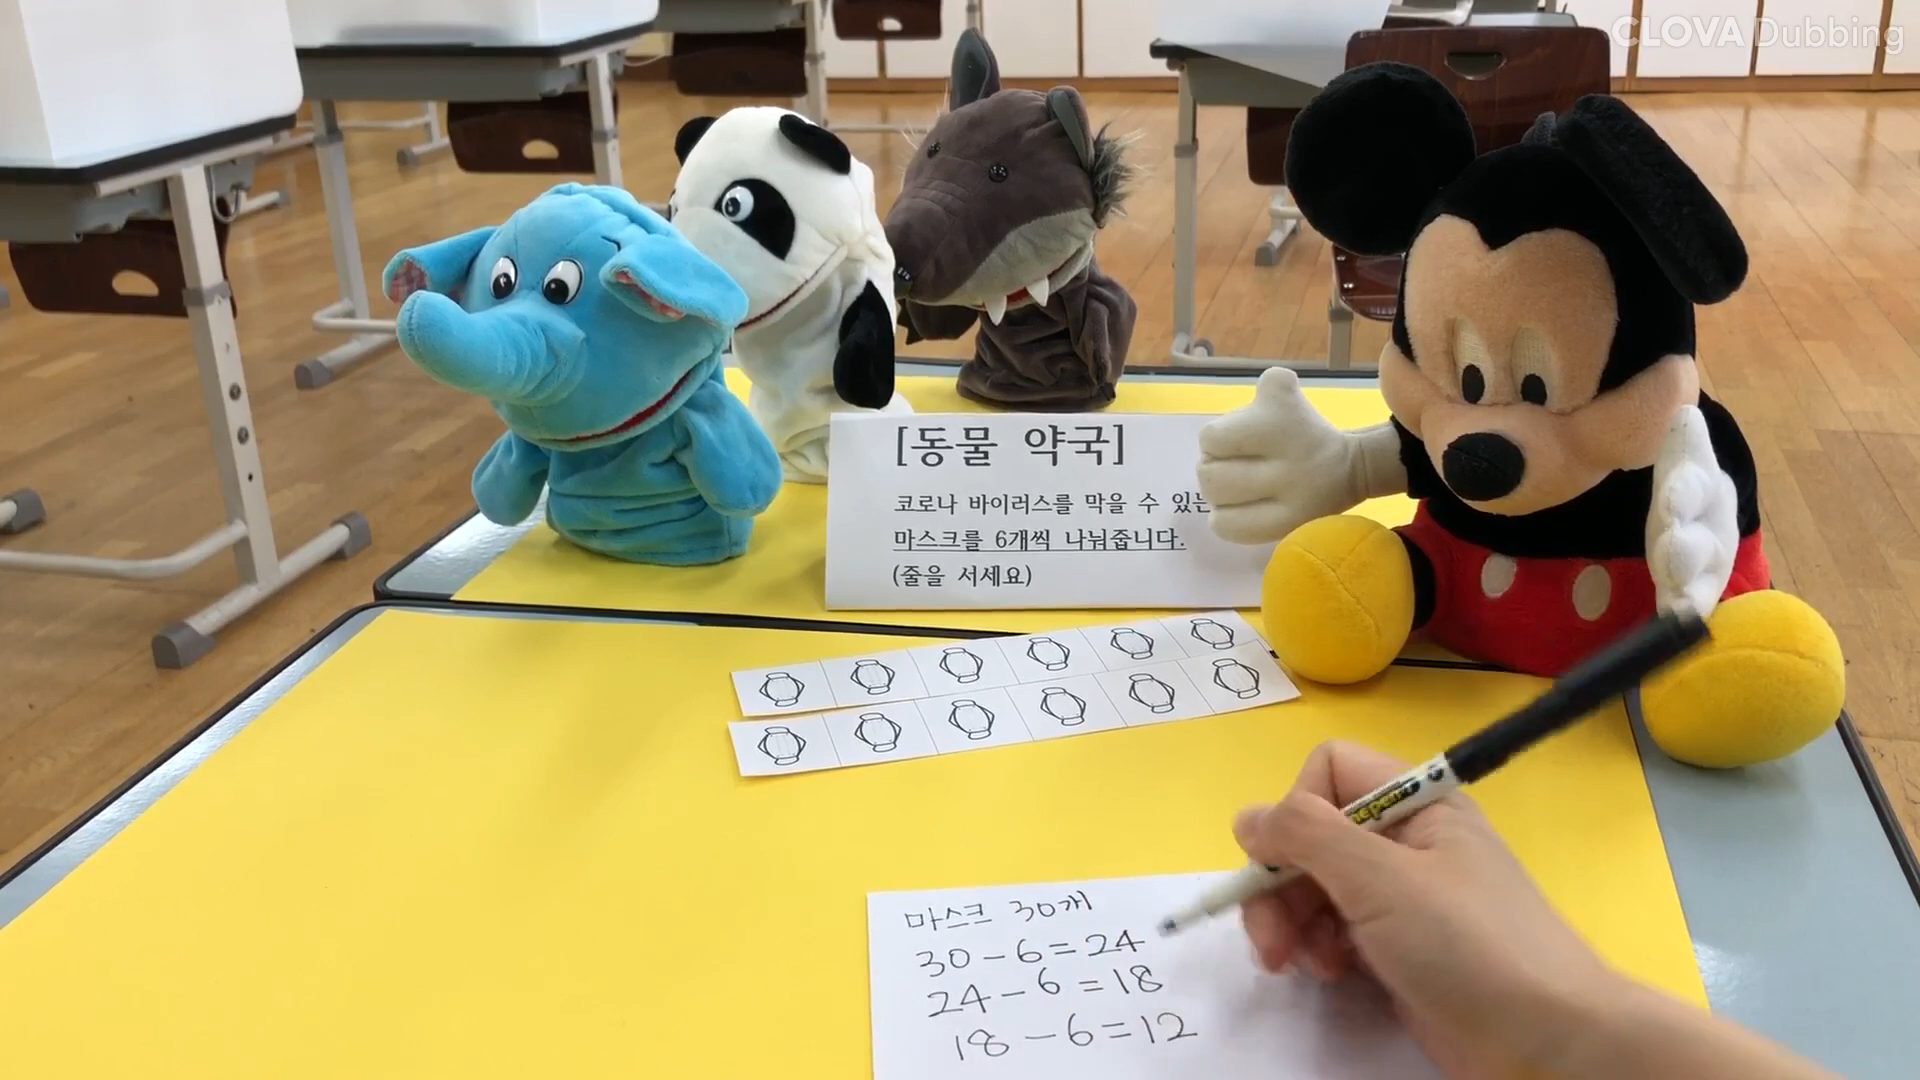 CLOVA Dubbing
[동물 약국]
코로나 바이러스를 막을 수 있는
마스크를 6개씩 나눠줍니다.
(줄을 서세요)
마스크 30개
30-6=24
24-6=18
18-6=12